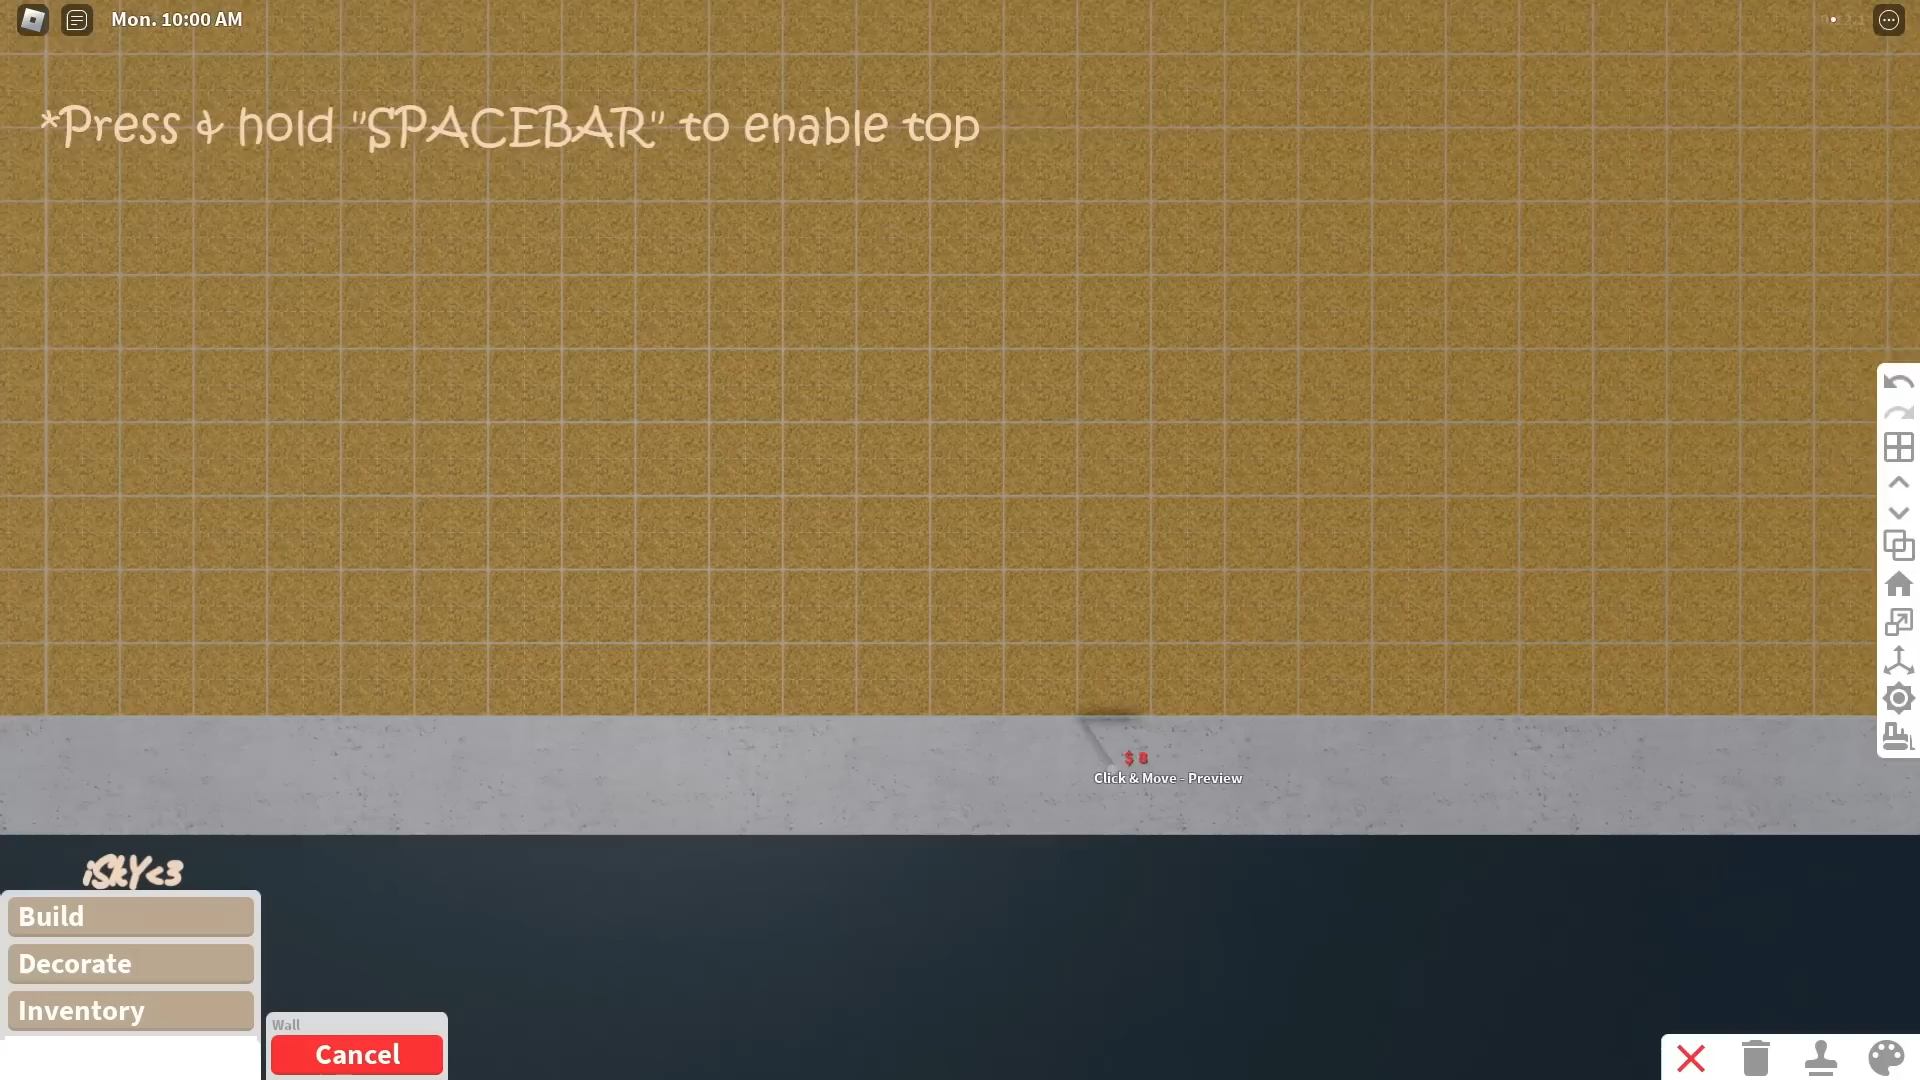 Mon. 10:00 AM
*Press & hold "SPACEBAR" to enable top
$ 8
Click & Move - Preview
iSkY<3
Build
Decorate
Inventory
Wall
Cancel